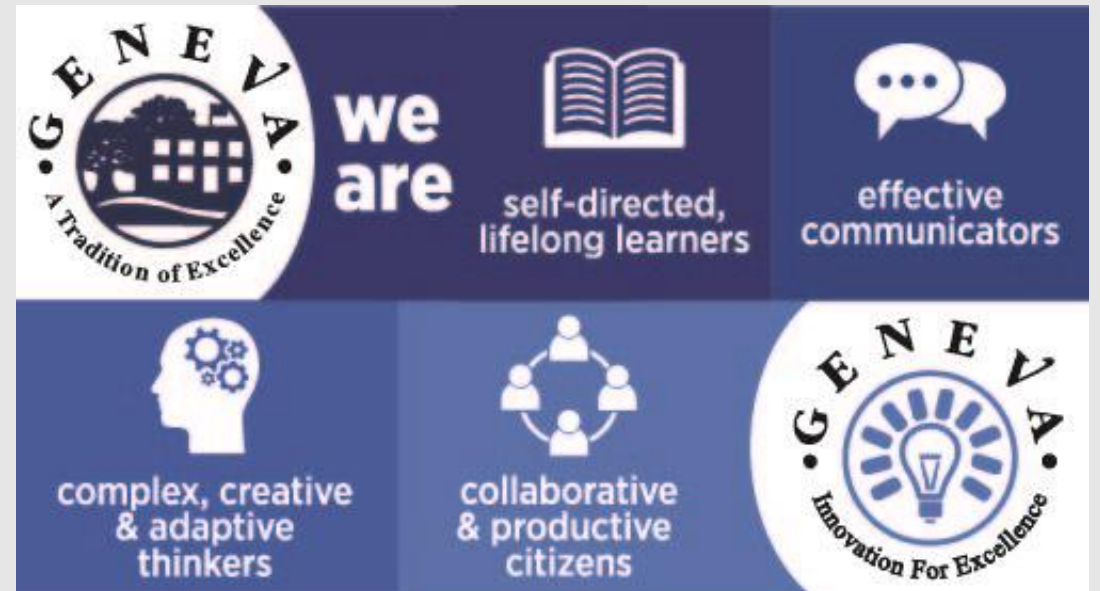 GENEVA
A Tradition of Excellence
we
are
self-directed,
lifelong learners
effective
communicators
complex, creative
& adaptive
thinkers
collaborative
& productive
citizens
GENEVA
Innovation For Excellence